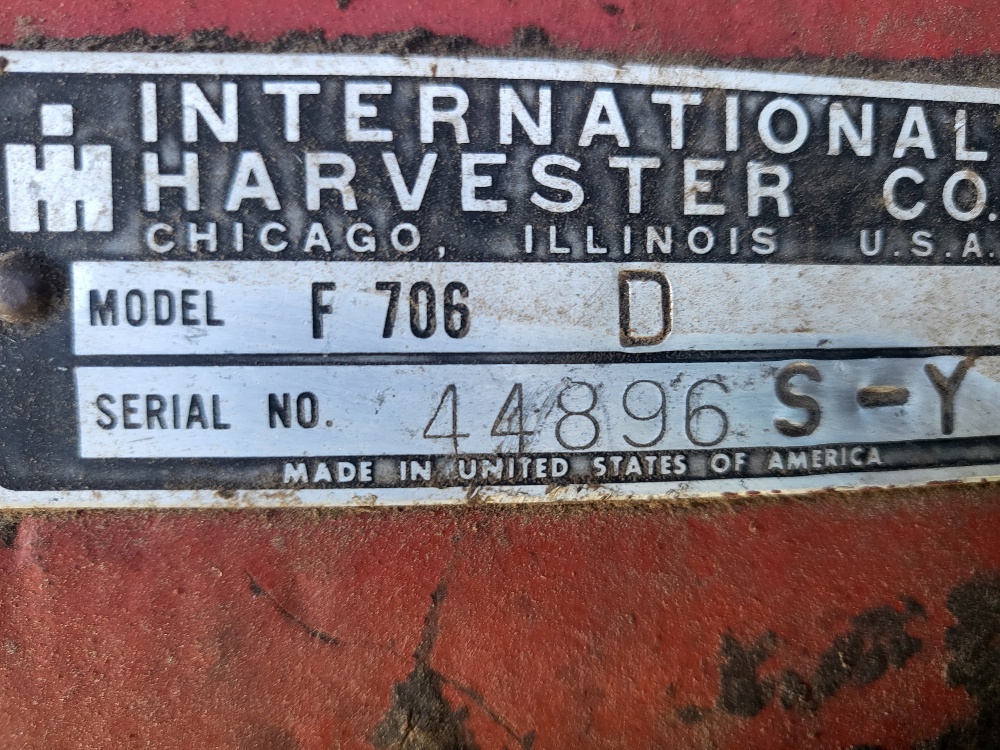 INTERNATIONAL
HARVESTER CO.
CHICAGO, ILLINOIS U.S.A.
MODEL F 706 D
SERIAL NO. 44896 S-Y
MADE IN UNITED STATES OF AMERICA